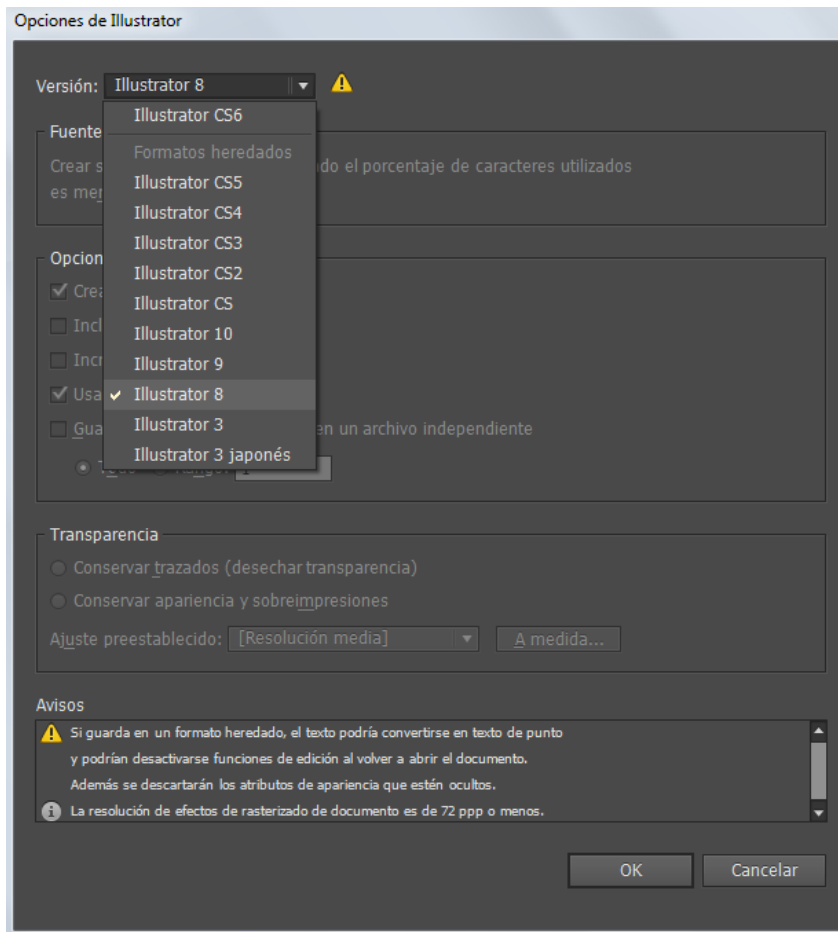 Opciones de Illustrator
Versión: Illustrator 8
Illustrator CS6
Fuente
Formatos heredados
Crear s
do el porcentaje de caracteres utilizados
es mer
Illustrator CS5
Illustrator CS4
Illustrator CS3
Opcion
Illustrator CS2
Crea
Illustrator CS
Incl
Illustrator 10
Incr
Illustrator 9
Usa
Illustrator 8
Gua
Illustrator 3
en un archivo independiente
Illustrator 3 japonés
Transparencia
Conservar trazados (desechar transparencia)
Conservar apariencia y sobreimpresiones
Ajuste preestablecido: [Resolución media] A medida...
Avisos
Si guarda en un formato heredado, el texto podría convertirse en texto de punto
y podrían desactivarse funciones de edición al volver a abrir el documento.
Además se descartarán los atributos de apariencia que estén ocultos.
La resolución de efectos de rasterizado de documento es de 72 ppp o menos.
OK Cancelar